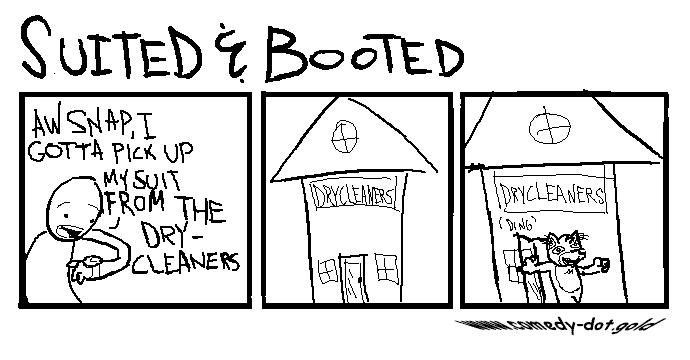 SUITED & BOOTED
AW SNAP, I
GOTTA PICK UP
MY SUIT
FROM THE
DRY-
CLEANERS
DRYCLEANERS
DRYCLEANERS
(DING)
www.comedy-dot.gold